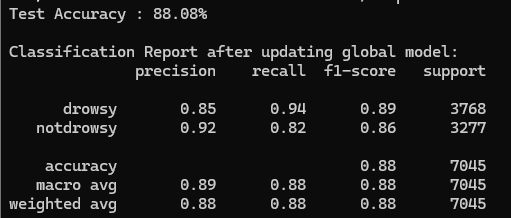 Test Accuracy : 88.08%
Classification Report after updating global model:
precision recall f1-score support
drowsy 0.85 0.94 0.89 3768
notdrowsy 0.92 0.82 0.86 3277
accuracy 0.88 7045
macro avg 0.89 0.88 0.88 7045
weighted avg 0.88 0.88 0.88 7045